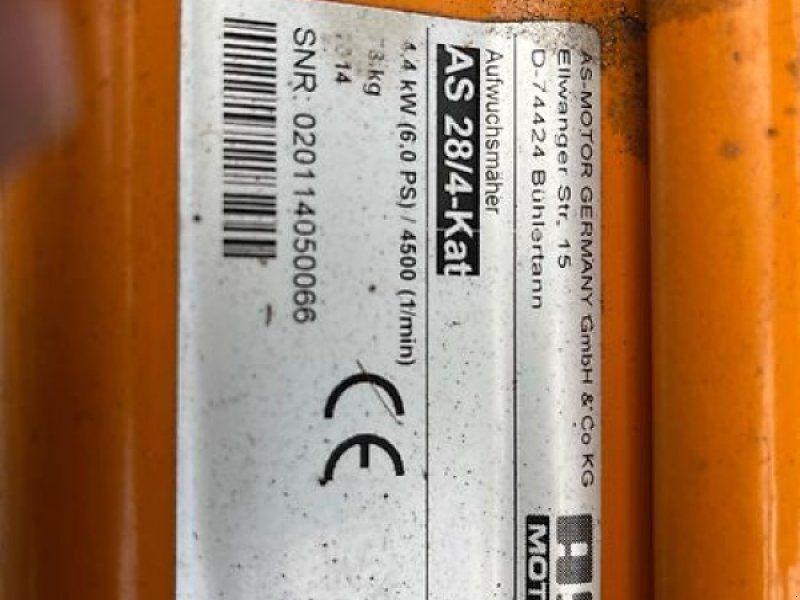 AS-MOTOR GERMANY GmbH & Co KG
Ellwanger Str. 15
D-74424 Bühlertann
MOT
Aufwuchsmäher
AS 28/4-Kat
4,4 kW (6,0 PS) / 4500 (1/min)
kg
14
SNR: 020114050066
CE